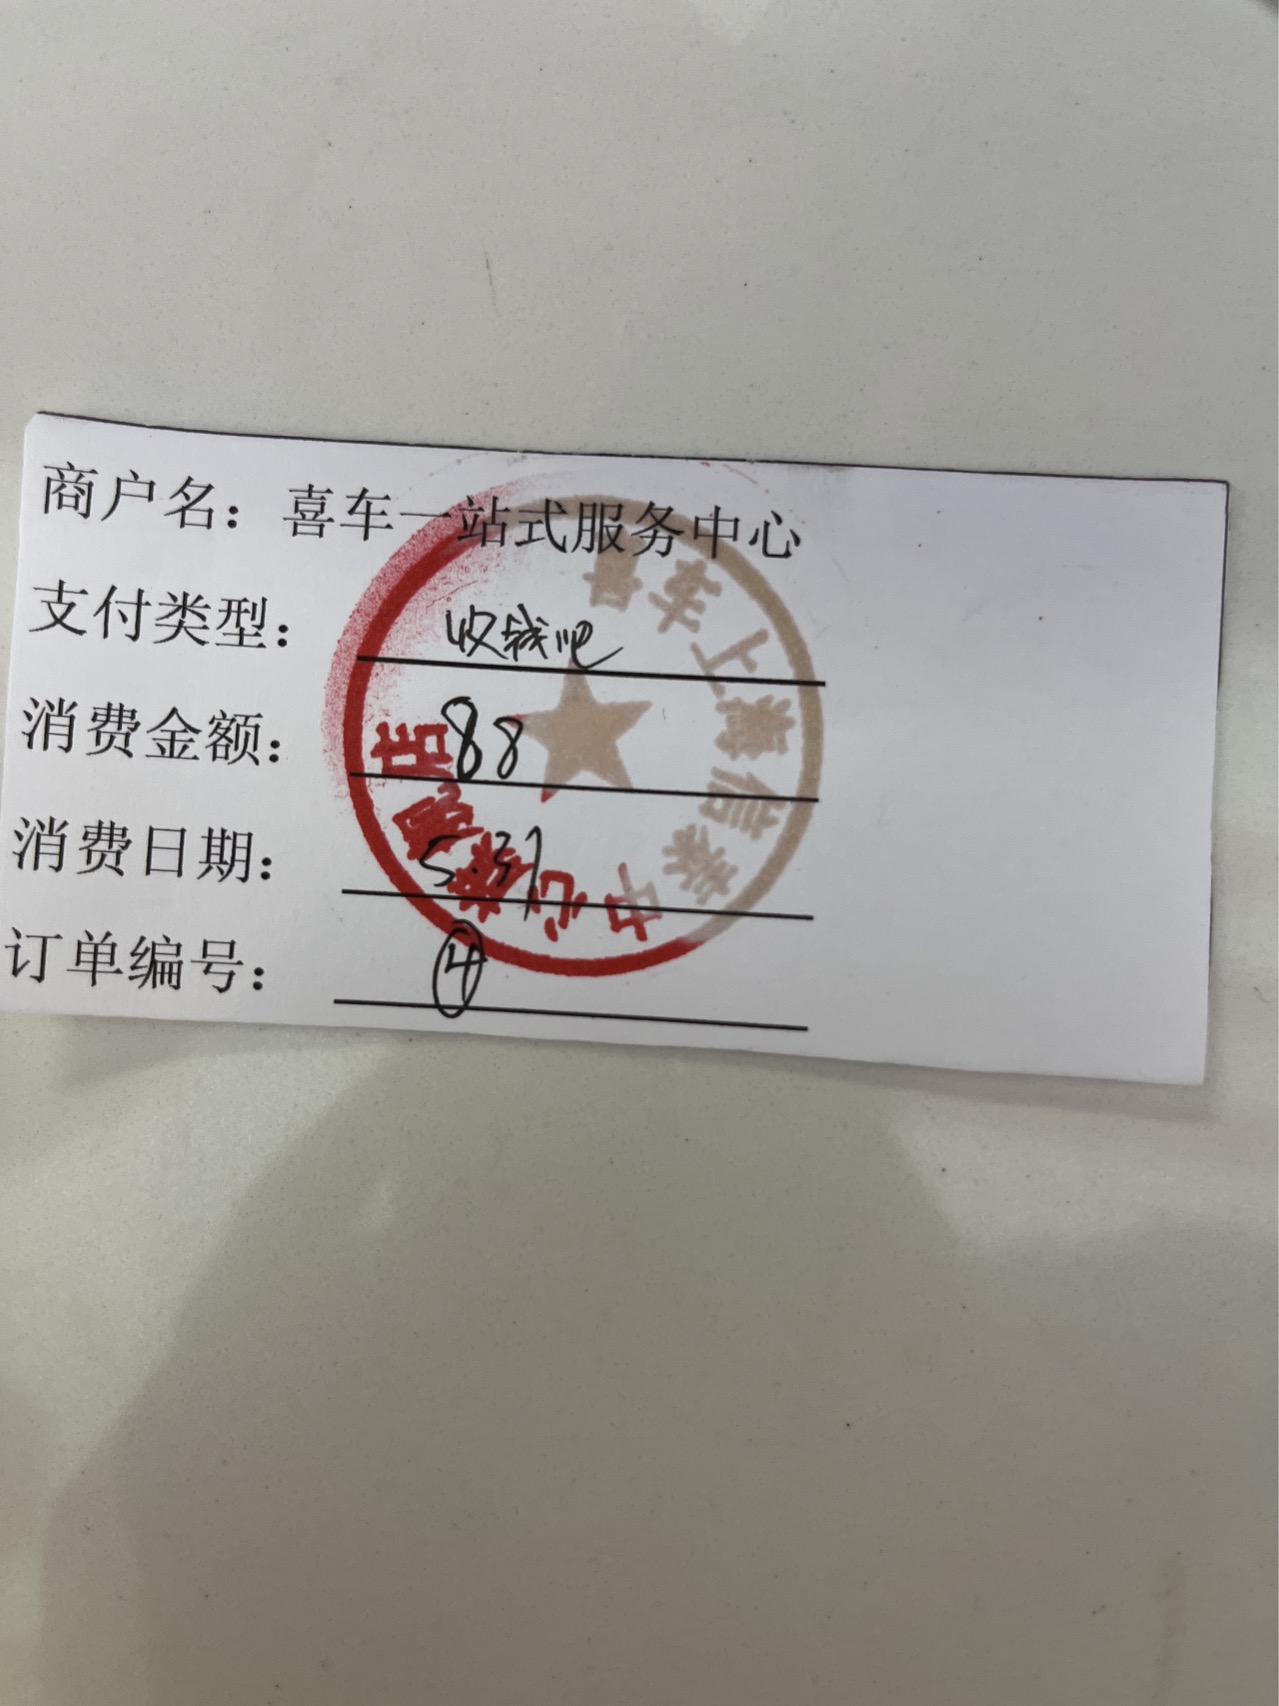 商户名：喜车一站式服务中心
支付类型： 收钱吧
消费金额： 88
消费日期： 5.31
订单编号： ④